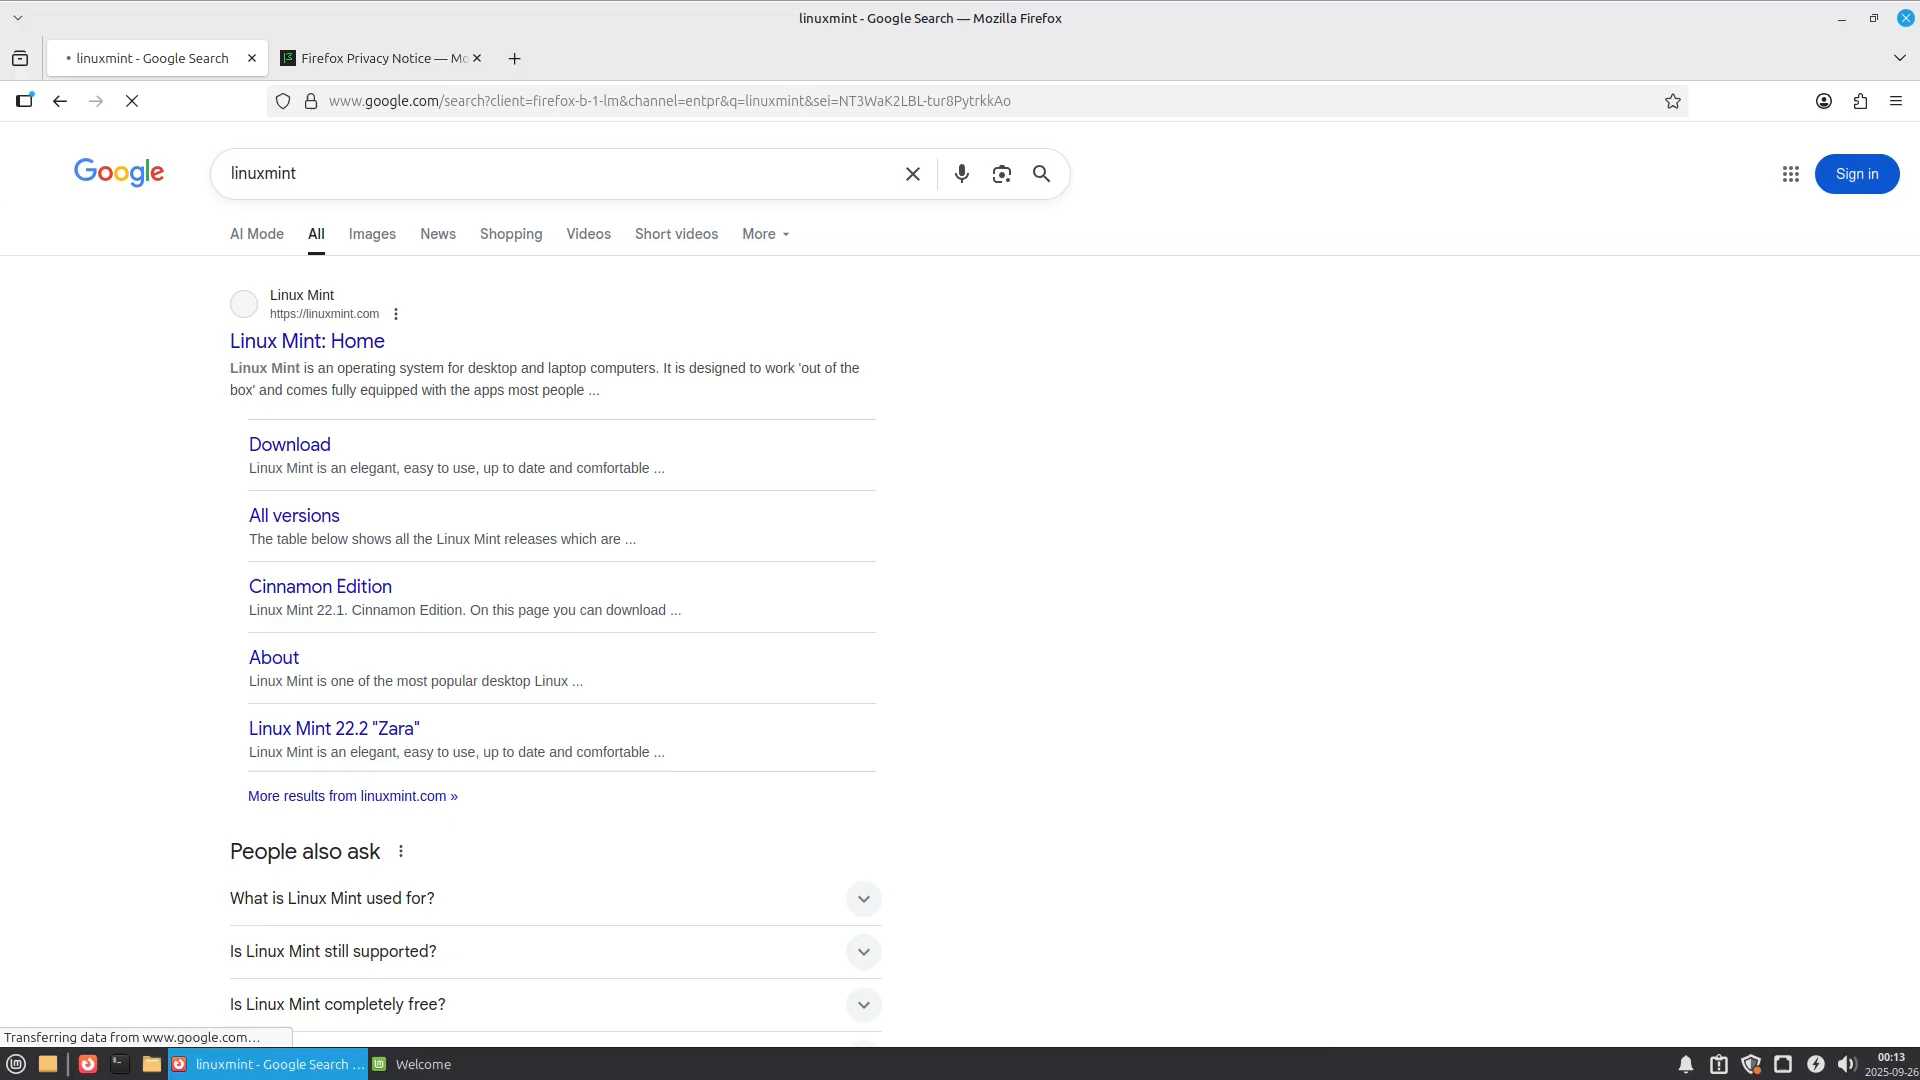 linuxmint - Google Search — Mozilla Firefox
linuxmint - Google Search
Firefox Privacy Notice — Mo
www.google.com/search?client=firefox-b-1-lm&channel=entpr&q=linuxmint&sei=NT3WaK2LBL-tur8PytrkkAo
Google
linuxmint
Sign in
AI Mode
All
Images
News
Shopping
Videos
Short videos
More
Linux Mint
https://linuxmint.com
Linux Mint: Home
Linux Mint is an operating system for desktop and laptop computers. It is designed to work 'out of the
box' and comes fully equipped with the apps most people ...
Download
Linux Mint is an elegant, easy to use, up to date and comfortable ...
All versions
The table below shows all the Linux Mint releases which are ...
Cinnamon Edition
Linux Mint 22.1. Cinnamon Edition. On this page you can download ...
About
Linux Mint is one of the most popular desktop Linux ...
Linux Mint 22.2 "Zara"
Linux Mint is an elegant, easy to use, up to date and comfortable ...
More results from linuxmint.com »
People also ask
What is Linux Mint used for?
Is Linux Mint still supported?
Is Linux Mint completely free?
Transferring data from www.google.com…
linuxmint - Google Search ...
Welcome
00:13
2025-09-26